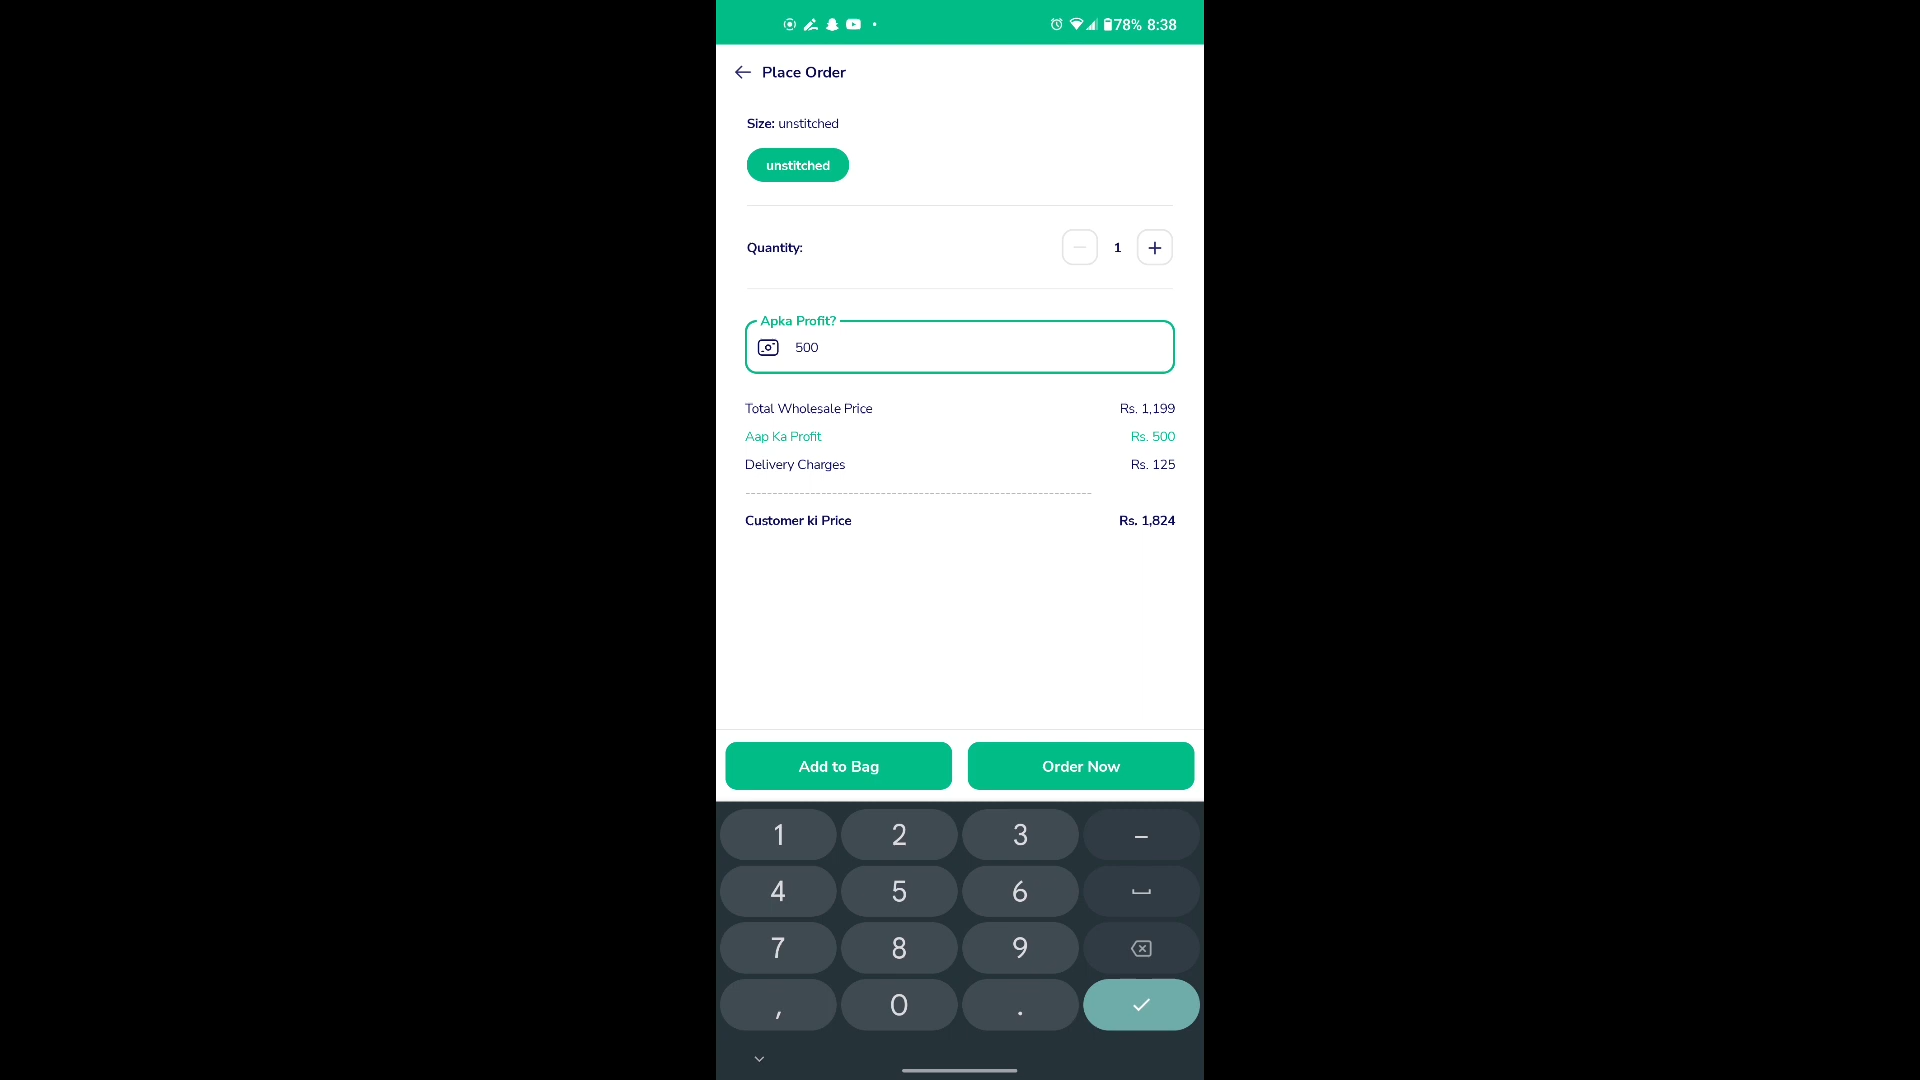 78% 8:38
Place Order
Size: unstitched
unstitched
Quantity:
1
Apka Profit?
500
Total Wholesale Price Rs. 1,199
Aap Ka Profit Rs. 500
Delivery Charges Rs. 125
Customer ki Price Rs. 1,824
Add to Bag Order Now
1 2 3 –
4 5 6
7 8 9
, 0 .